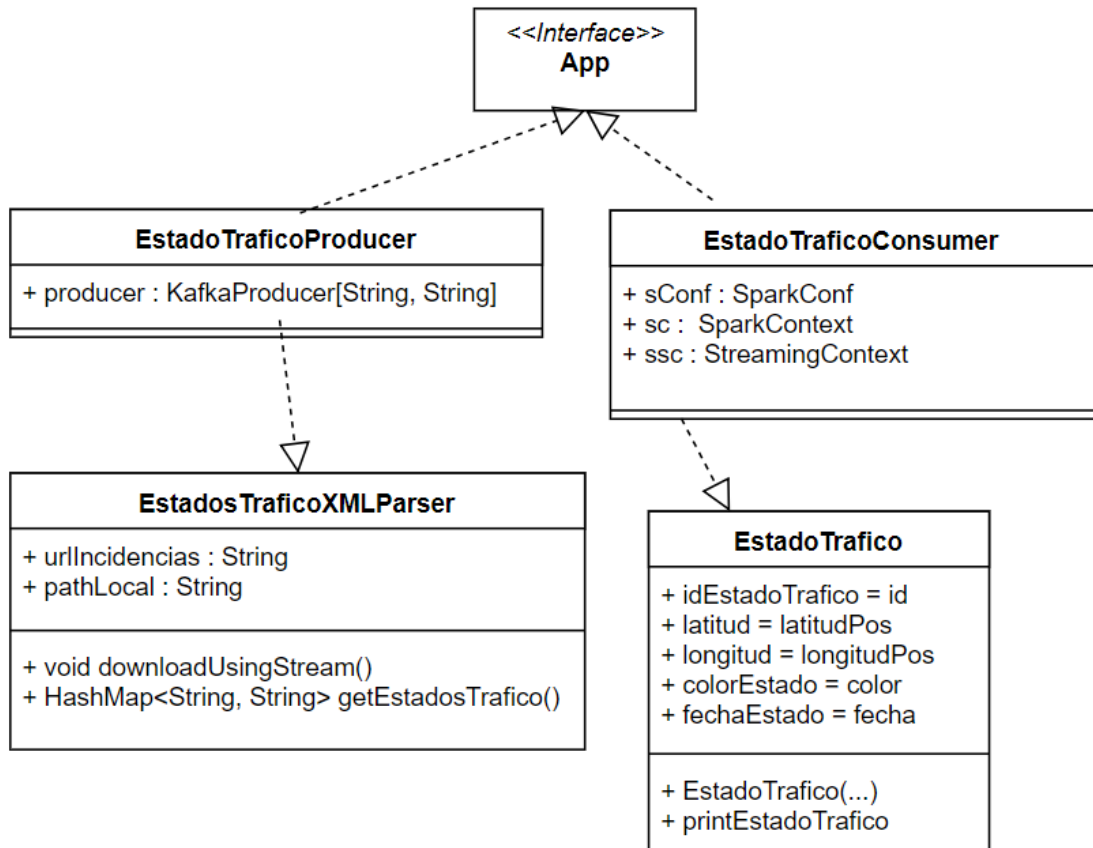 <<Interface>>
App
EstadoTraficoProducer
+ producer : KafkaProducer[String, String]
EstadoTraficoConsumer
+ sConf : SparkConf
+ sc : SparkContext
+ ssc : StreamingContext
EstadosTraficoXMLParser
+ urlIncidencias : String
+ pathLocal : String
+ void downloadUsingStream()
+ HashMap<String, String> getEstadosTrafico()
EstadoTrafico
+ idEstadoTrafico = id
+ latitud = latitudPos
+ longitud = longitudPos
+ colorEstado = color
+ fechaEstado = fecha
+ EstadoTrafico(...)
+ printEstadoTrafico